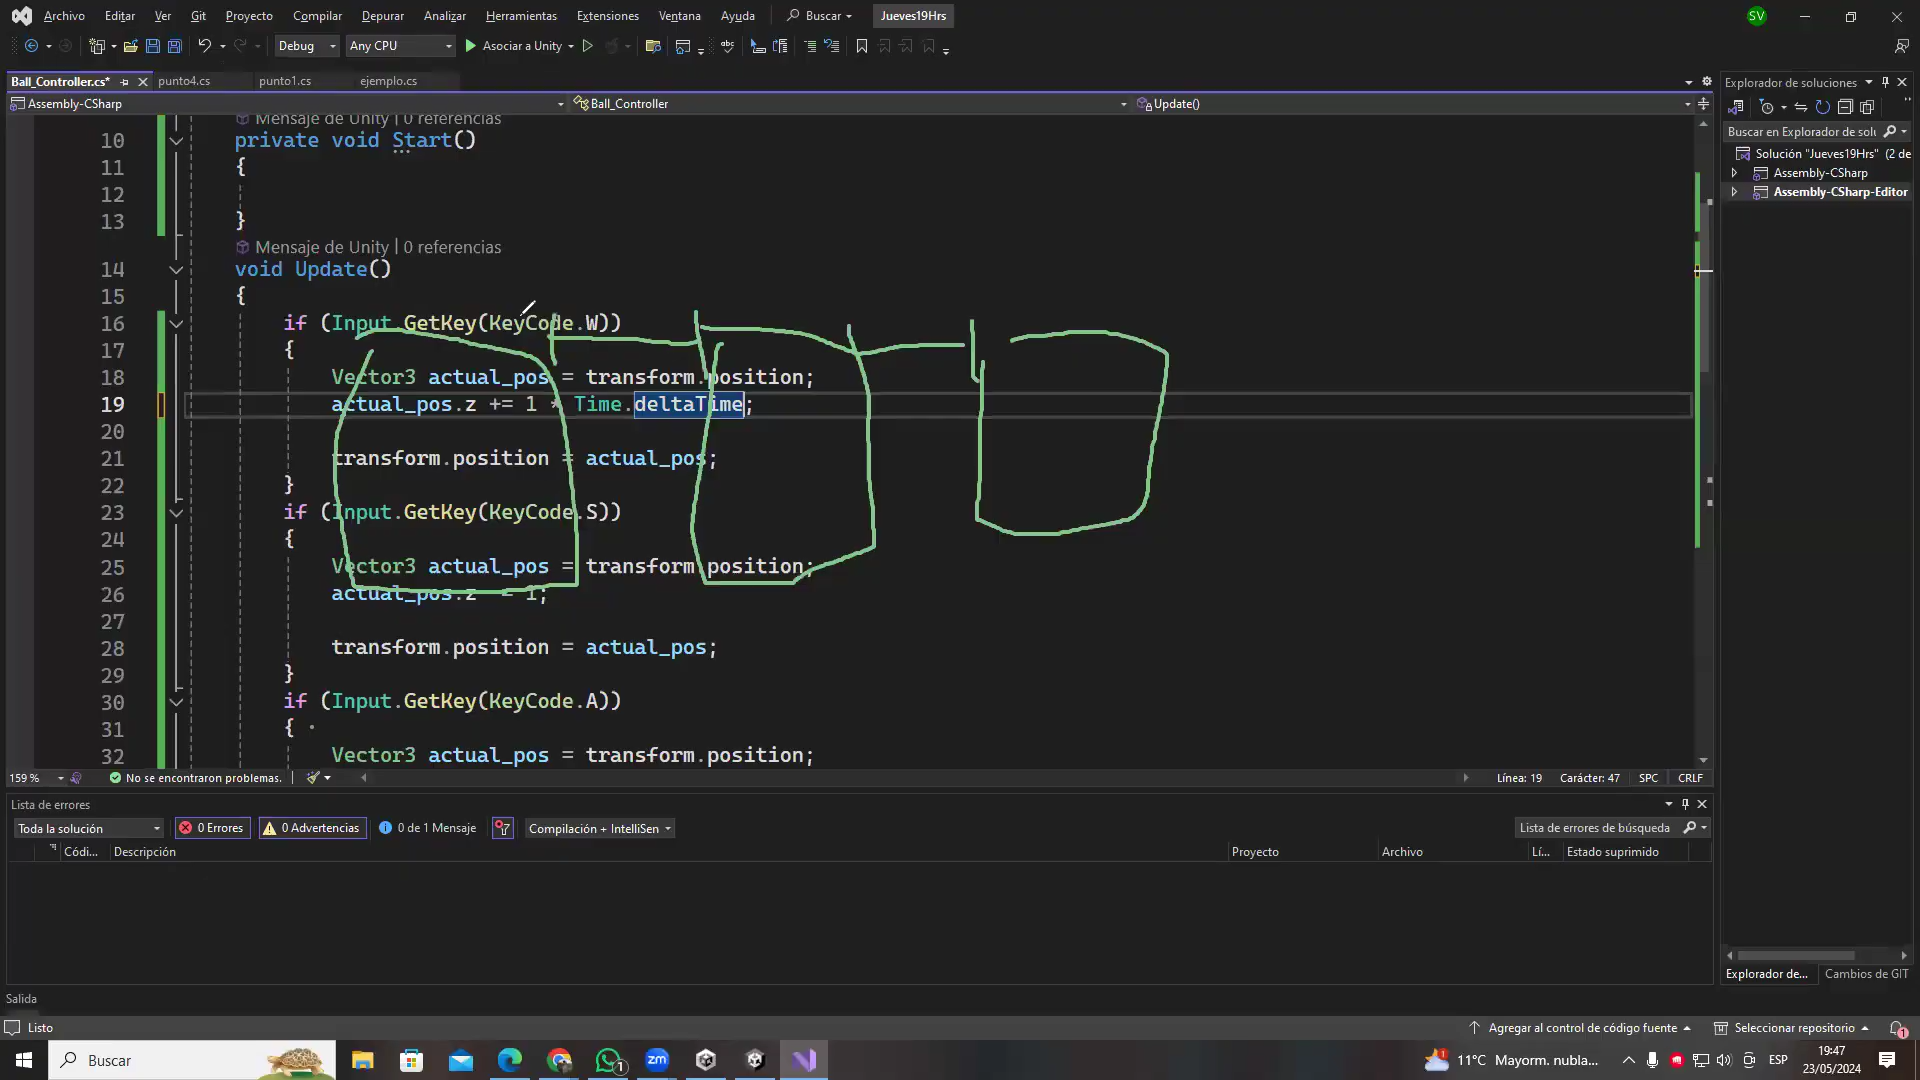 Archivo Editar Ver Git Proyecto Compilar Depurar Analizar Herramientas Extensiones Ventana Ayuda Buscar Jueves19Hrs SV
Debug Any CPU Asociar a Unity
Ball_Controller.cs* punto4.cs punto1.cs ejemplo.cs
Assembly-CSharp Ball_Controller Update()
Mensaje de Unity | 0 referencias
10 private void Start()
11 {
12
13 }
Mensaje de Unity | 0 referencias
14 void Update()
15 {
16 if (Input.GetKey(KeyCode.W))
17 {
18 Vector3 actual_pos = transform.position;
19 actual_pos.z += 1 * Time.deltaTime;
20
21 transform.position = actual_pos;
22 }
23 if (Input.GetKey(KeyCode.S))
24 {
25 Vector3 actual_pos = transform.position;
26 actual_pos.z -= 1;
27
28 transform.position = actual_pos;
29 }
30 if (Input.GetKey(KeyCode.A))
31 {
32 Vector3 actual_pos = transform.position;
159 % No se encontraron problemas. Línea: 19 Carácter: 47 SPC CRLF
Lista de errores
Toda la solución 0 Errores 0 Advertencias 0 de 1 Mensaje Compilación + IntelliSen Lista de errores de búsqueda
Códi... Descripción Proyecto Archivo Lí... Estado suprimido
Salida
Listo Agregar al control de código fuente Seleccionar repositorio 1
Explorador de soluciones
Buscar en Explorador de solu
Solución "Jueves19Hrs" (2 de
Assembly-CSharp
Assembly-CSharp-Editor
Explorador de... Cambios de GIT
Buscar 1 zm 1 11°C Mayorm. nubla... ESP 19:47
23/05/2024